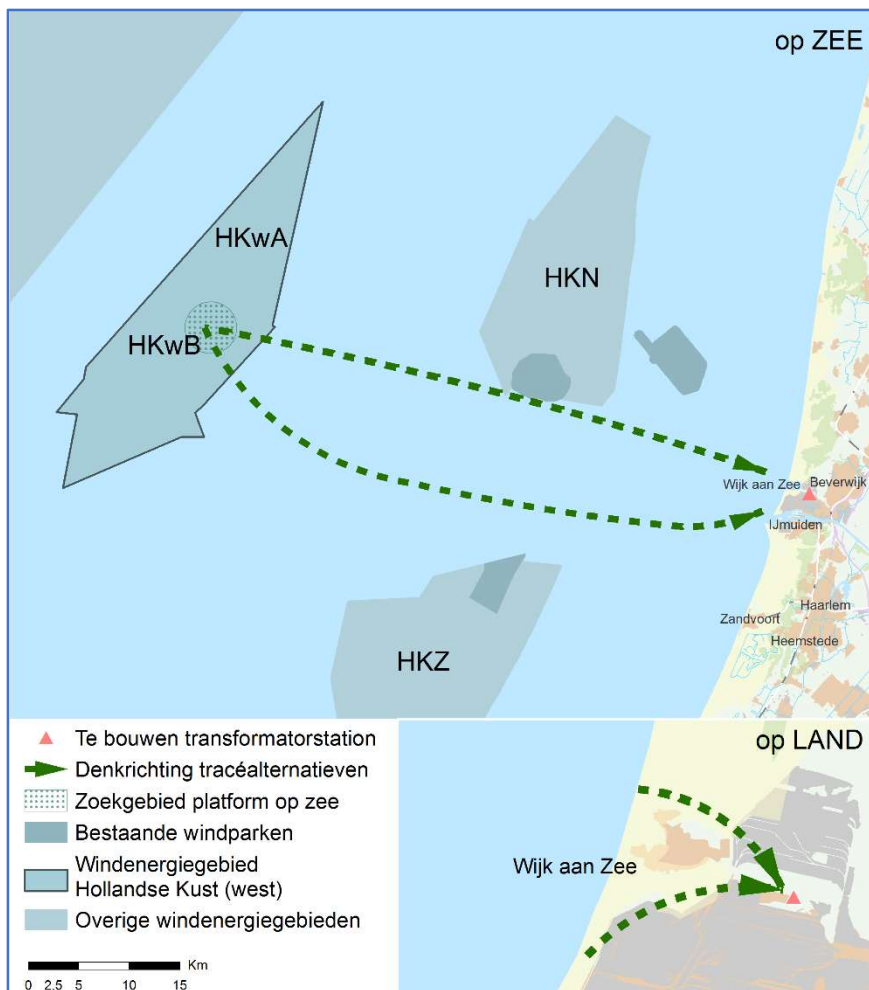 op ZEE
HKwA
HKN
HKwB
Wijk aan Zee
Beverwijk
IJmuiden
Haarlem
Zandvoort
Heemstede
HKZ
Te bouwen transformatorstation
Denkrichting tracéalternatieven
Zoekgebied platform op zee
Bestaande windparken
Windenergiegebied
Hollandse Kust (west)
Overige windenergiegebieden
Km
0 2,5 5 10 15
op LAND
Wijk aan Zee